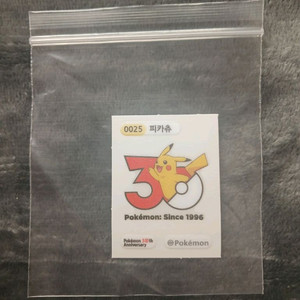 0025 피카츄
30
Pokémon: Since 1996
Pokémon 30th
Anniversary
@Pokémon